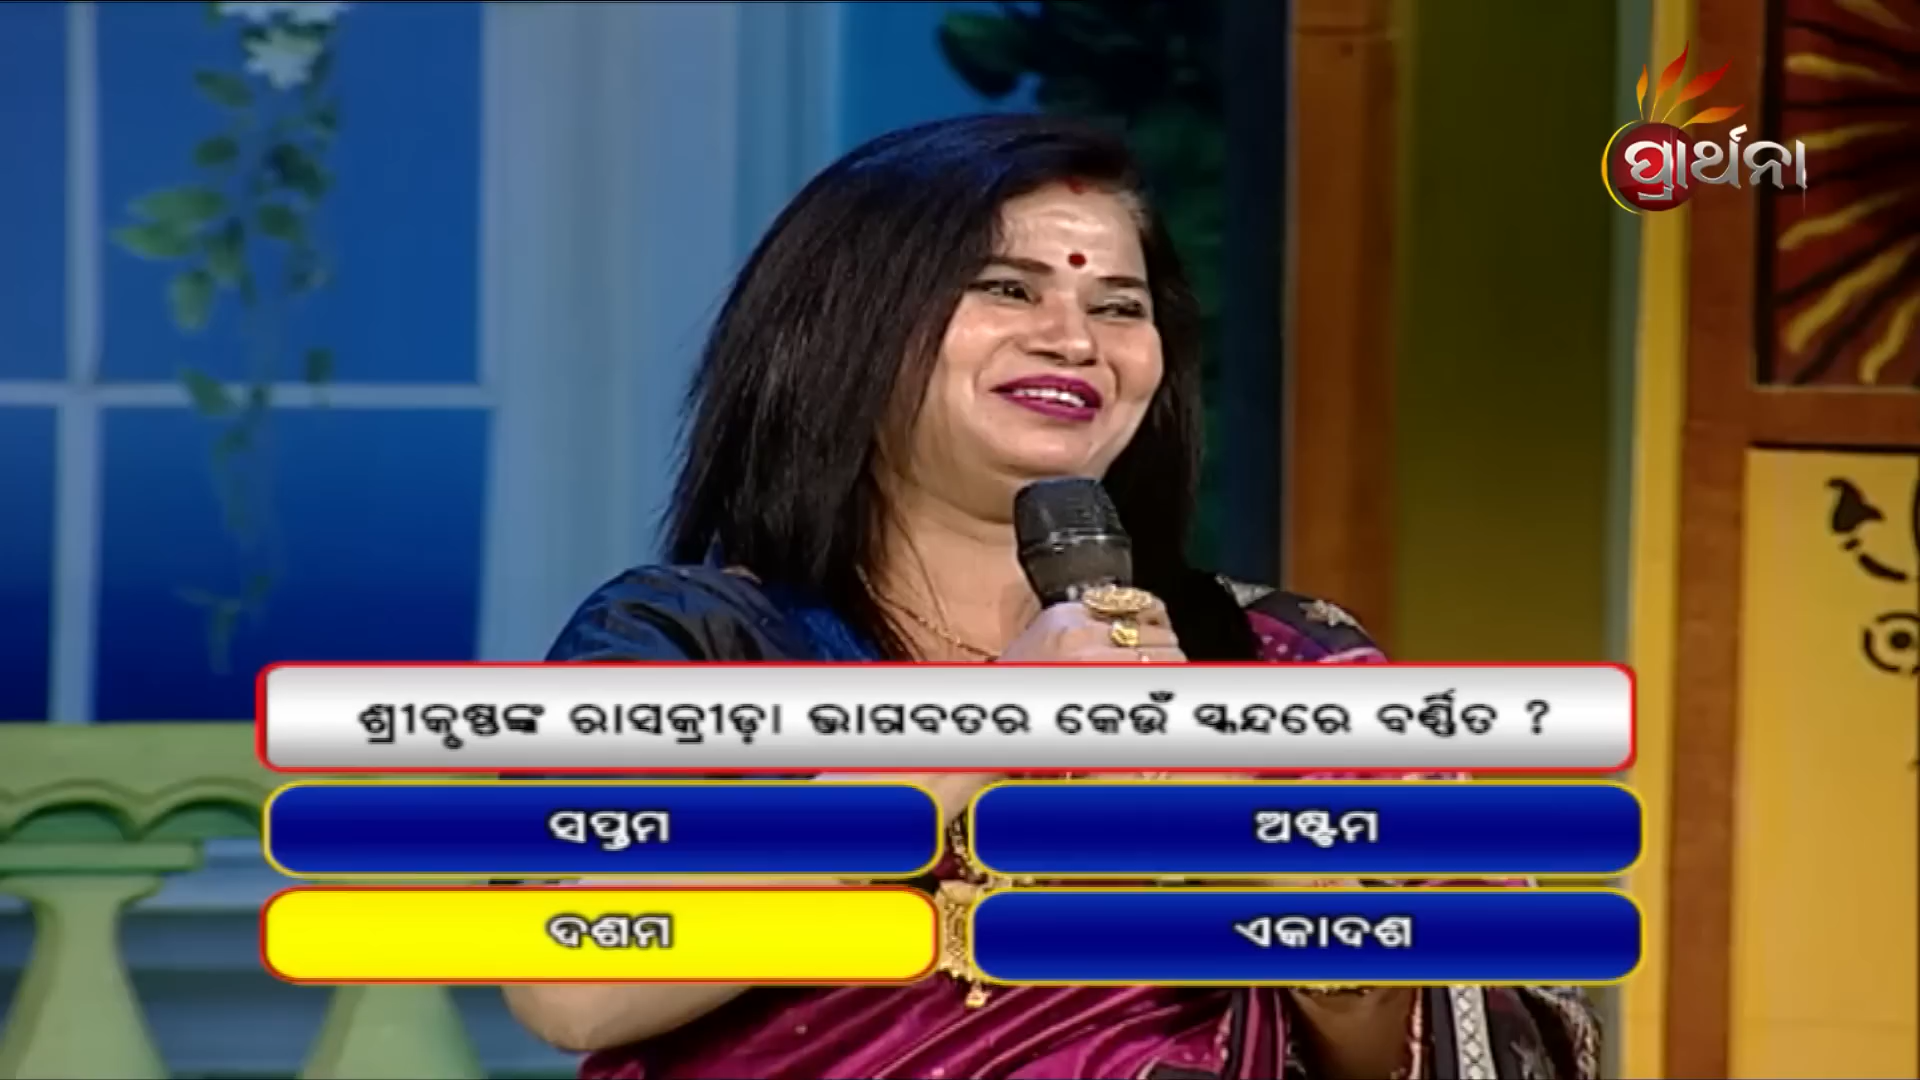 ପ୍ରାର୍ଥନା
ଶ୍ରୀକୃଷ୍ଣଙ୍କ ରାସକ୍ରୀଡ଼ା ଭାଗବତର କେଉଁ ସ୍କନ୍ଦରେ ବର୍ଣ୍ଣିତ ?
ସପ୍ତମ
ଅଷ୍ଟମ
ଦଶମ
ଏକାଦଶ